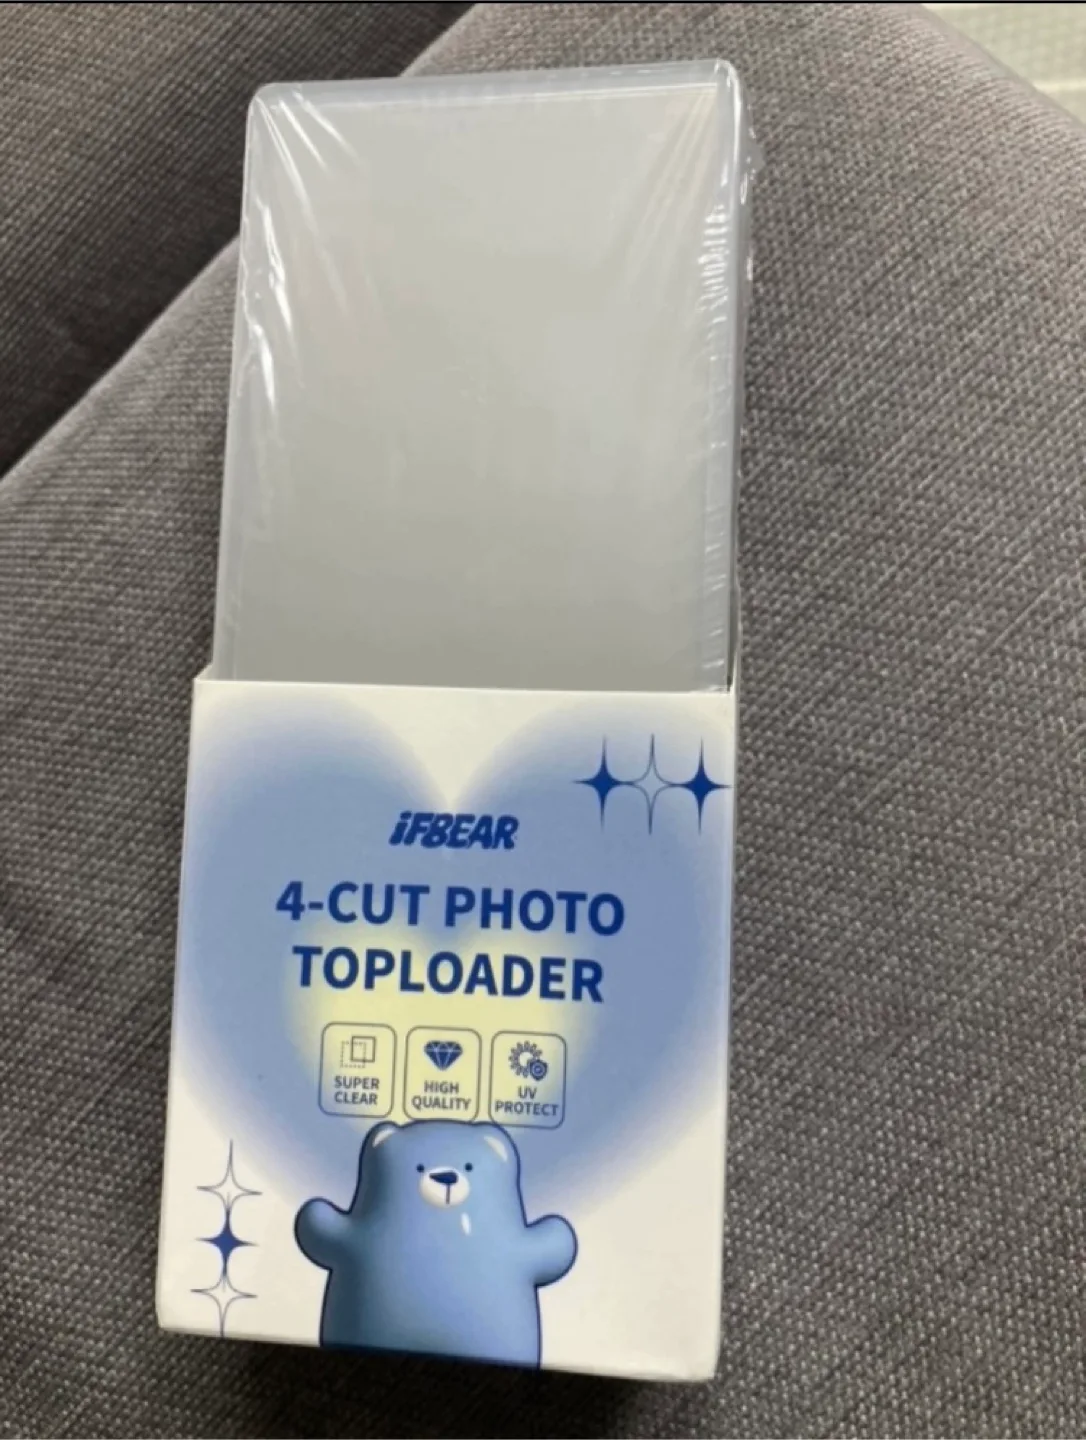 iFBEAR
4-CUT PHOTO
TOPLOADER
SUPER
CLEAR
HIGH
QUALITY
UV
PROTECT